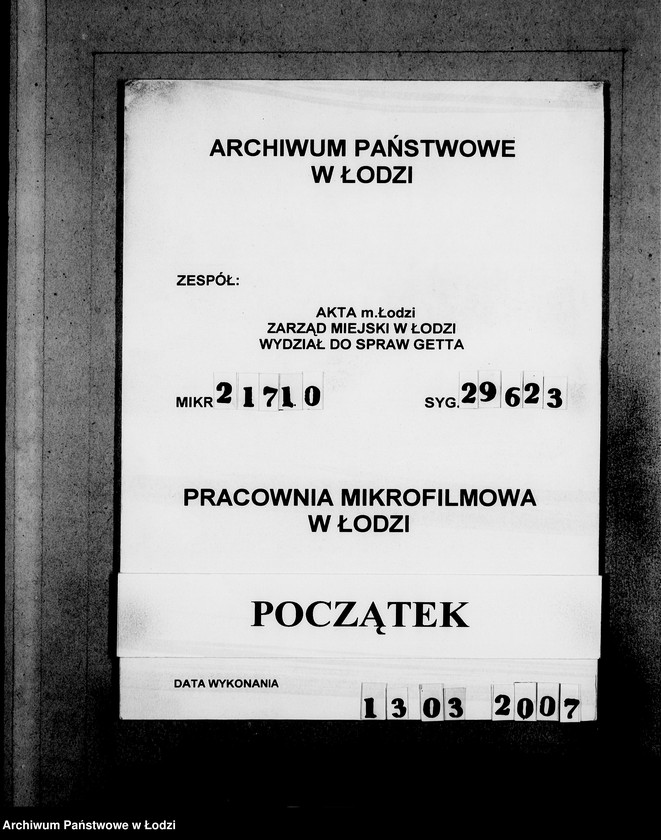 ARCHIWUM PAŃSTWOWE
W ŁODZI
ZESPÓŁ:
AKTA m.Łodzi
ZARZĄD MIEJSKI W ŁODZI
WYDZIAŁ DO SPRAW GETTA
MIKR 21710 SYG. 29623
PRACOWNIA MIKROFILMOWA
W ŁODZI
POCZĄTEK
DATA WYKONANIA
13 03 2007
Archiwum Państwowe w Łodzi